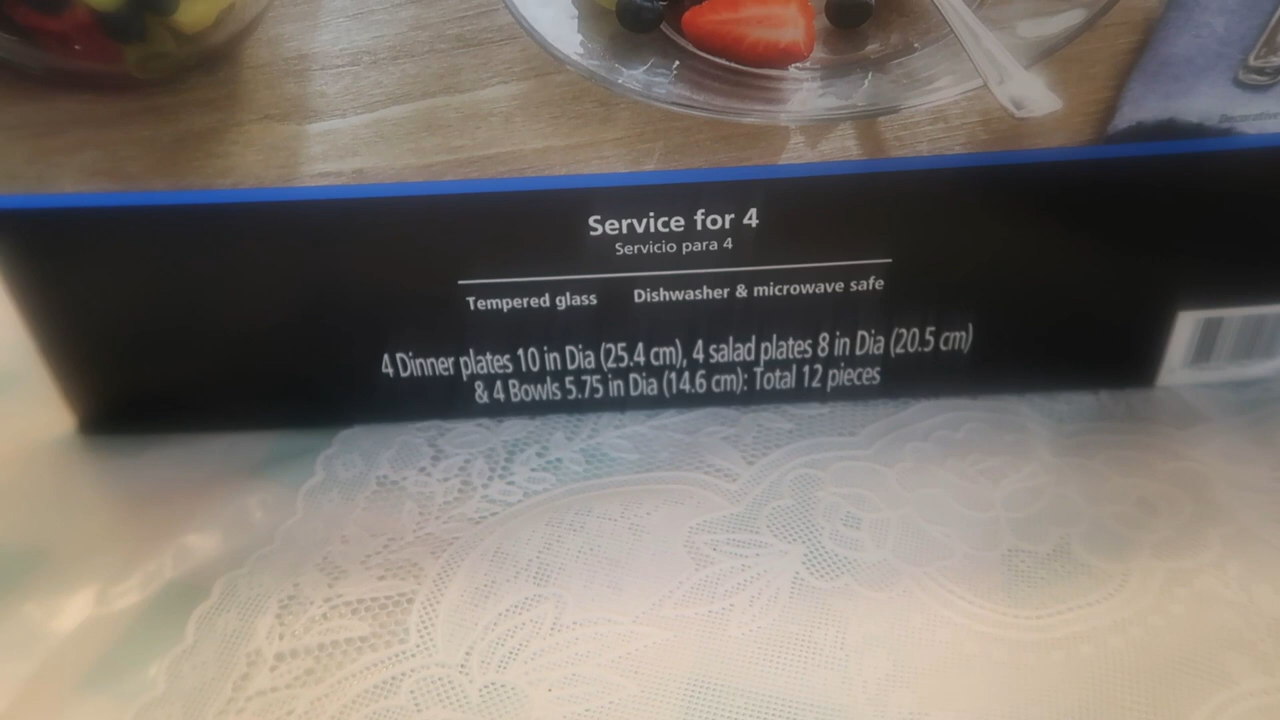 Service for 4
Servicio para 4
Tempered glass Dishwasher & microwave safe
4 Dinner plates 10 in Dia (25.4 cm), 4 salad plates 8 in Dia (20.5 cm)
& 4 Bowls 5.75 in Dia (14.6 cm): Total 12 pieces